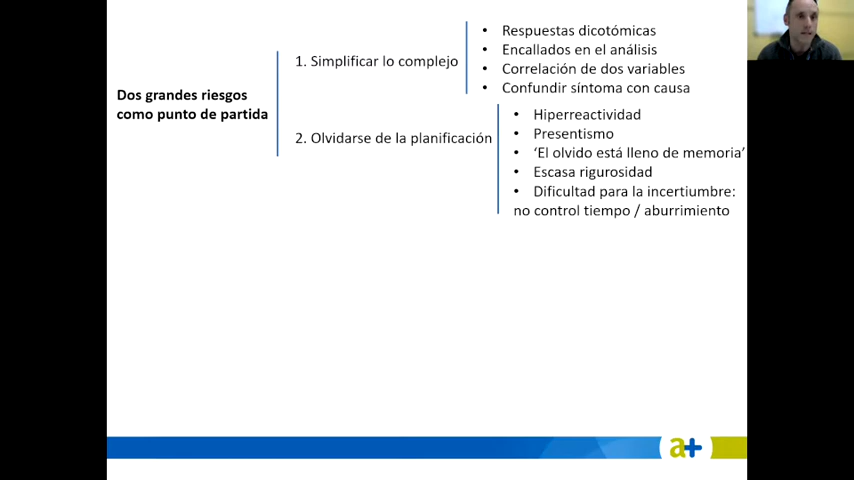 Dos grandes riesgos
como punto de partida
1. Simplificar lo complejo
• Respuestas dicotómicas
• Encallados en el análisis
• Correlación de dos variables
• Confundir síntoma con causa
2. Olvidarse de la planificación
• Hiperreactividad
• Presentismo
• ‘El olvido está lleno de memoria’
• Escasa rigurosidad
• Dificultad para la incertiumbre:
no control tiempo / aburrimiento
a+